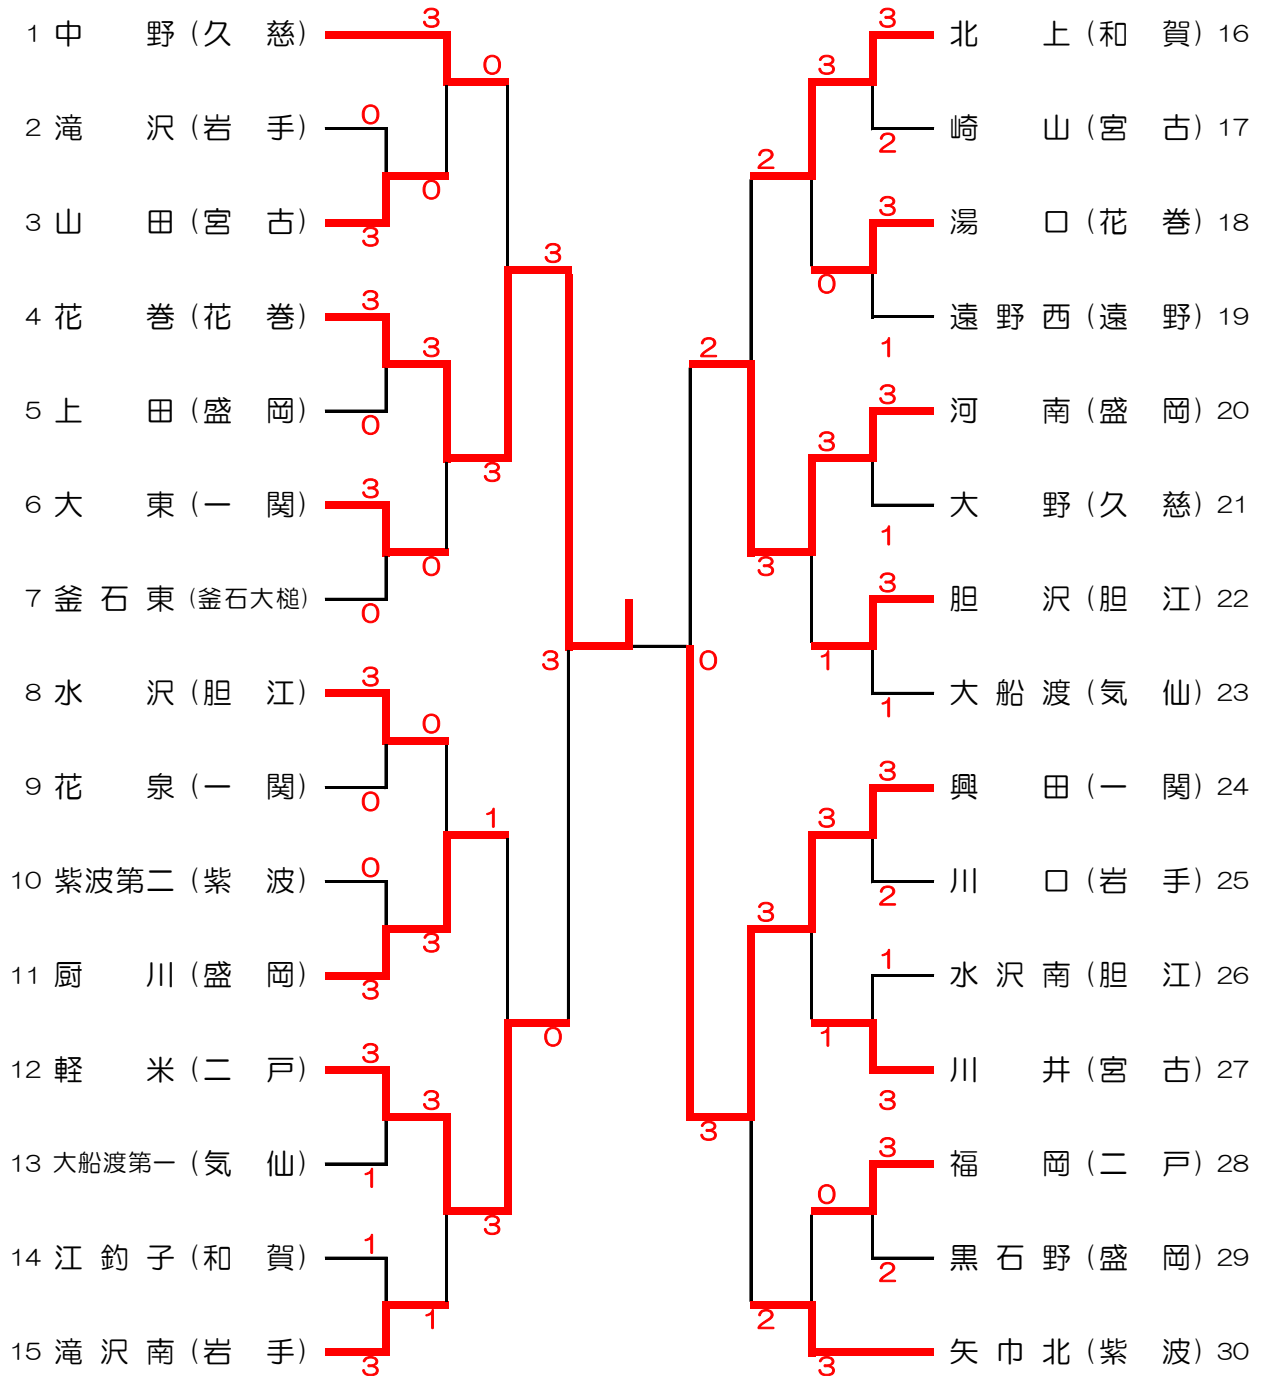 1 中 野 (久 慈)
2 滝 沢 (岩 手)
3 山 田 (宮 古)
4 花 巻 (花 巻)
5 上 田 (盛 岡)
6 大 東 (一 関)
7 釜 石 東 (釜石大槌)
8 水 沢 (胆 江)
9 花 泉 (一 関)
10 紫波第二 (紫 波)
11 厨 川 (盛 岡)
12 軽 米 (二 戸)
13 大船渡第一 (気 仙)
14 江 釣 子 (和 賀)
15 滝 沢 南 (岩 手)
3
0
3
3
0
3
0
3
0
0
3
3
1
1
3
0
3
0
0
3
3
1
0
3
1
3
3
0
3
0
2
3
2
3
3
2
3
0
3
1
3
1
0
3
3
2
3
1
3
1
3
1
3
2
1
3
3
2
北 上 (和 賀) 16
崎 山 (宮 古) 17
湯 口 (花 巻) 18
遠 野 西 (遠 野) 19
河 南 (盛 岡) 20
大 野 (久 慈) 21
胆 沢 (胆 江) 22
大 船 渡 (気 仙) 23
興 田 (一 関) 24
川 口 (岩 手) 25
水 沢 南 (胆 江) 26
川 井 (宮 古) 27
福 岡 (二 戸) 28
黒 石 野 (盛 岡) 29
矢 巾 北 (紫 波) 30
3